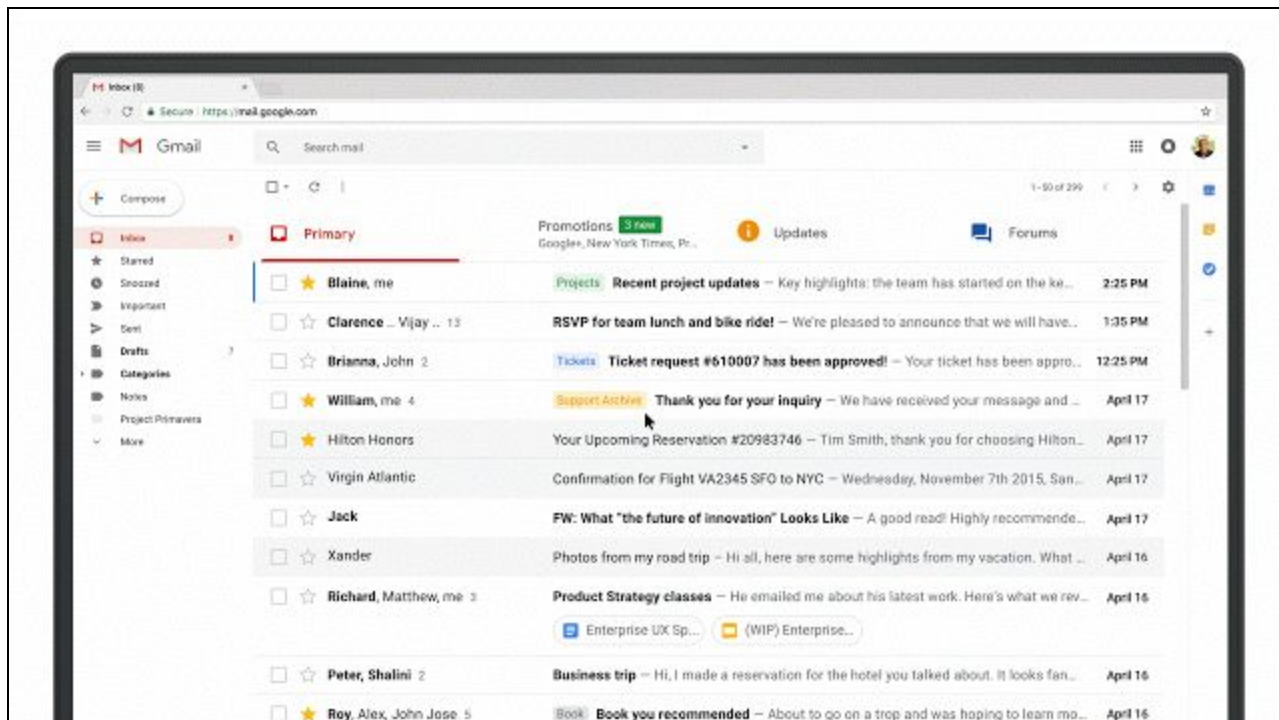 Inbox (8)
Secure https://mail.google.com
Gmail
Search mail
1-50 of 299
Compose
Inbox 8
Starred
Snoozed
Important
Sent
Drafts 7
Categories
Notes
Project Primavera
More
Primary
Promotions 3 new
Google+, New York Times, Pr...
Updates
Forums
Blaine, me Projects Recent project updates – Key highlights: the team has started on the ke... 2:25 PM
Clarence .. Vijay .. 13 RSVP for team lunch and bike ride! – We're pleased to announce that we will have... 1:35 PM
Brianna, John 2 Tickets Ticket request #610007 has been approved! – Your ticket has been appro... 12:25 PM
William, me 4 Support Archive Thank you for your inquiry – We have received your message and ... April 17
Hilton Honors Your Upcoming Reservation #20983746 – Tim Smith, thank you for choosing Hilton... April 17
Virgin Atlantic Confirmation for Flight VA2345 SFO to NYC – Wednesday, November 7th 2015, San... April 17
Jack FW: What "the future of innovation" Looks Like – A good read! Highly recommende... April 17
Xander Photos from my road trip – Hi all, here are some highlights from my vacation. What ... April 16
Richard, Matthew, me 3 Product Strategy classes – He emailed me about his latest work. Here's what we rev... April 16
Enterprise UX Sp... (WIP) Enterprise...
Peter, Shalini 2 Business trip – Hi, I made a reservation for the hotel you talked about. It looks fan... April 16
Roy, Alex, John Jose 5 Book Book you recommended – About to go on a trop and was hoping to learn mo... April 16